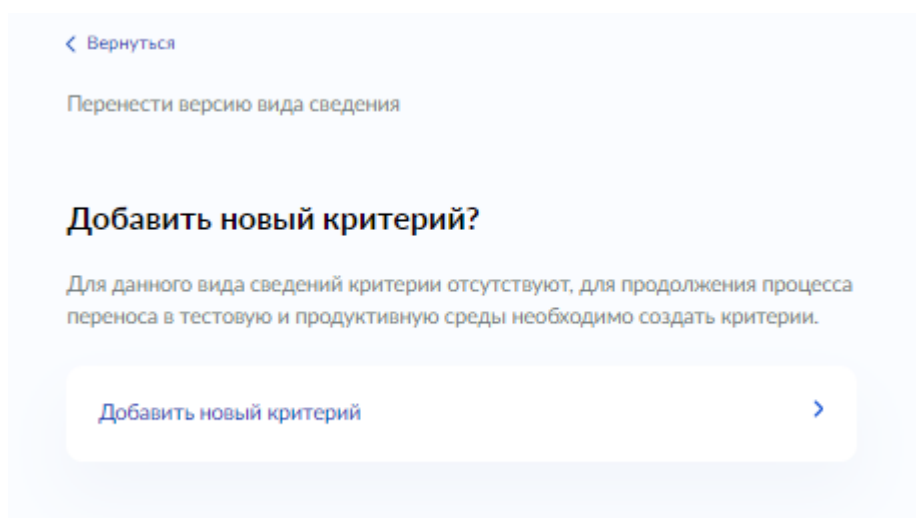 Вернуться
Перенести версию вида сведения
Добавить новый критерий?
Для данного вида сведений критерии отсутствуют, для продолжения процесса
переноса в тестовую и продуктивную среды необходимо создать критерии.
Добавить новый критерий